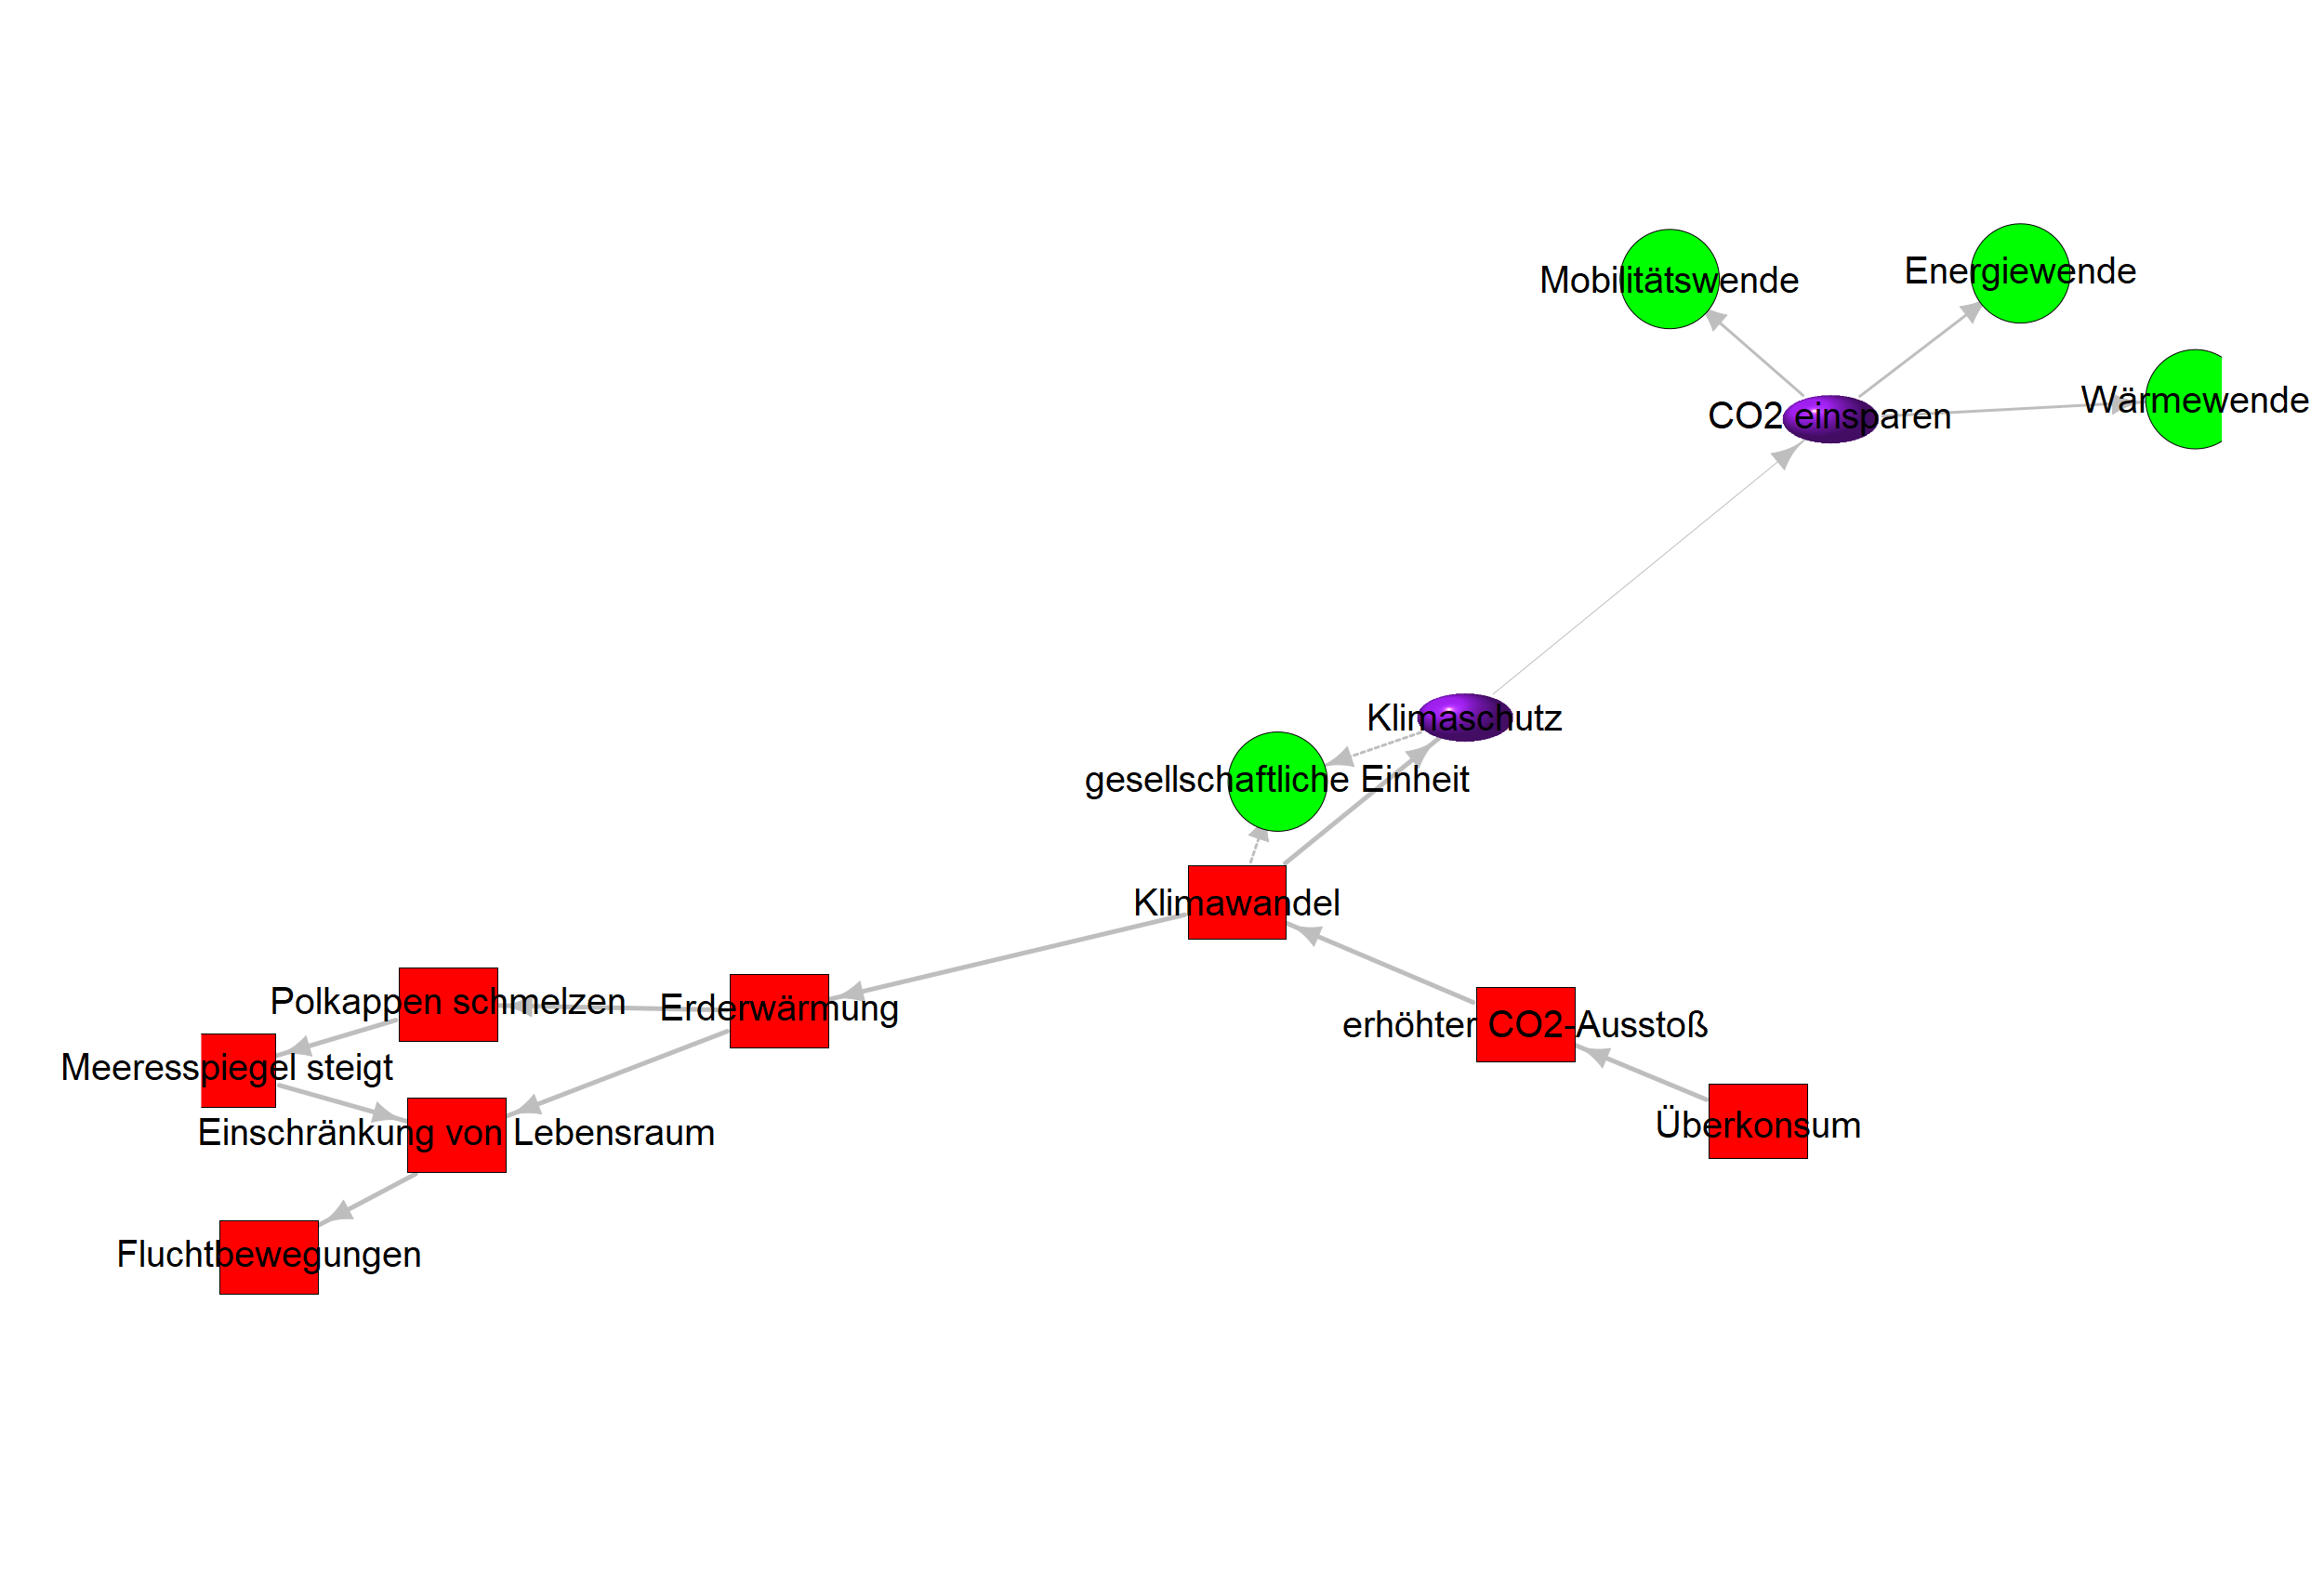 Energiewende
Mobilitätswende
Wärmewende
CO2 einsparen
Klimaschutz
gesellschaftliche Einheit
Klimawandel
Polkappen schmelzen
Erderwärmung
erhöhter CO2-Ausstoß
Meeresspiegel steigt
Überkonsum
Einschränkung von Lebensraum
Fluchtbewegungen